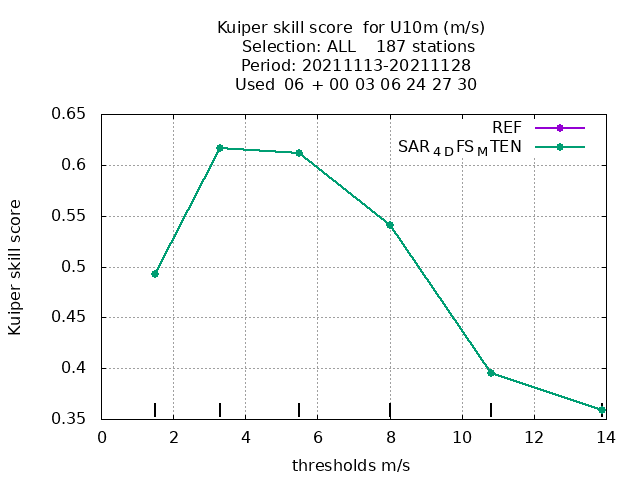 Kuiper skill score  for U10m (m/s)
Selection: ALL    187 stations
Period: 20211113-20211128
Used  06 + 00 03 06 24 27 30
0.65
REF
SAR4DFSMTEN
0.6
0.55
0.5
0.45
0.4
0.35
Kuiper skill score
0 2 4 6 8 10 12 14
thresholds m/s